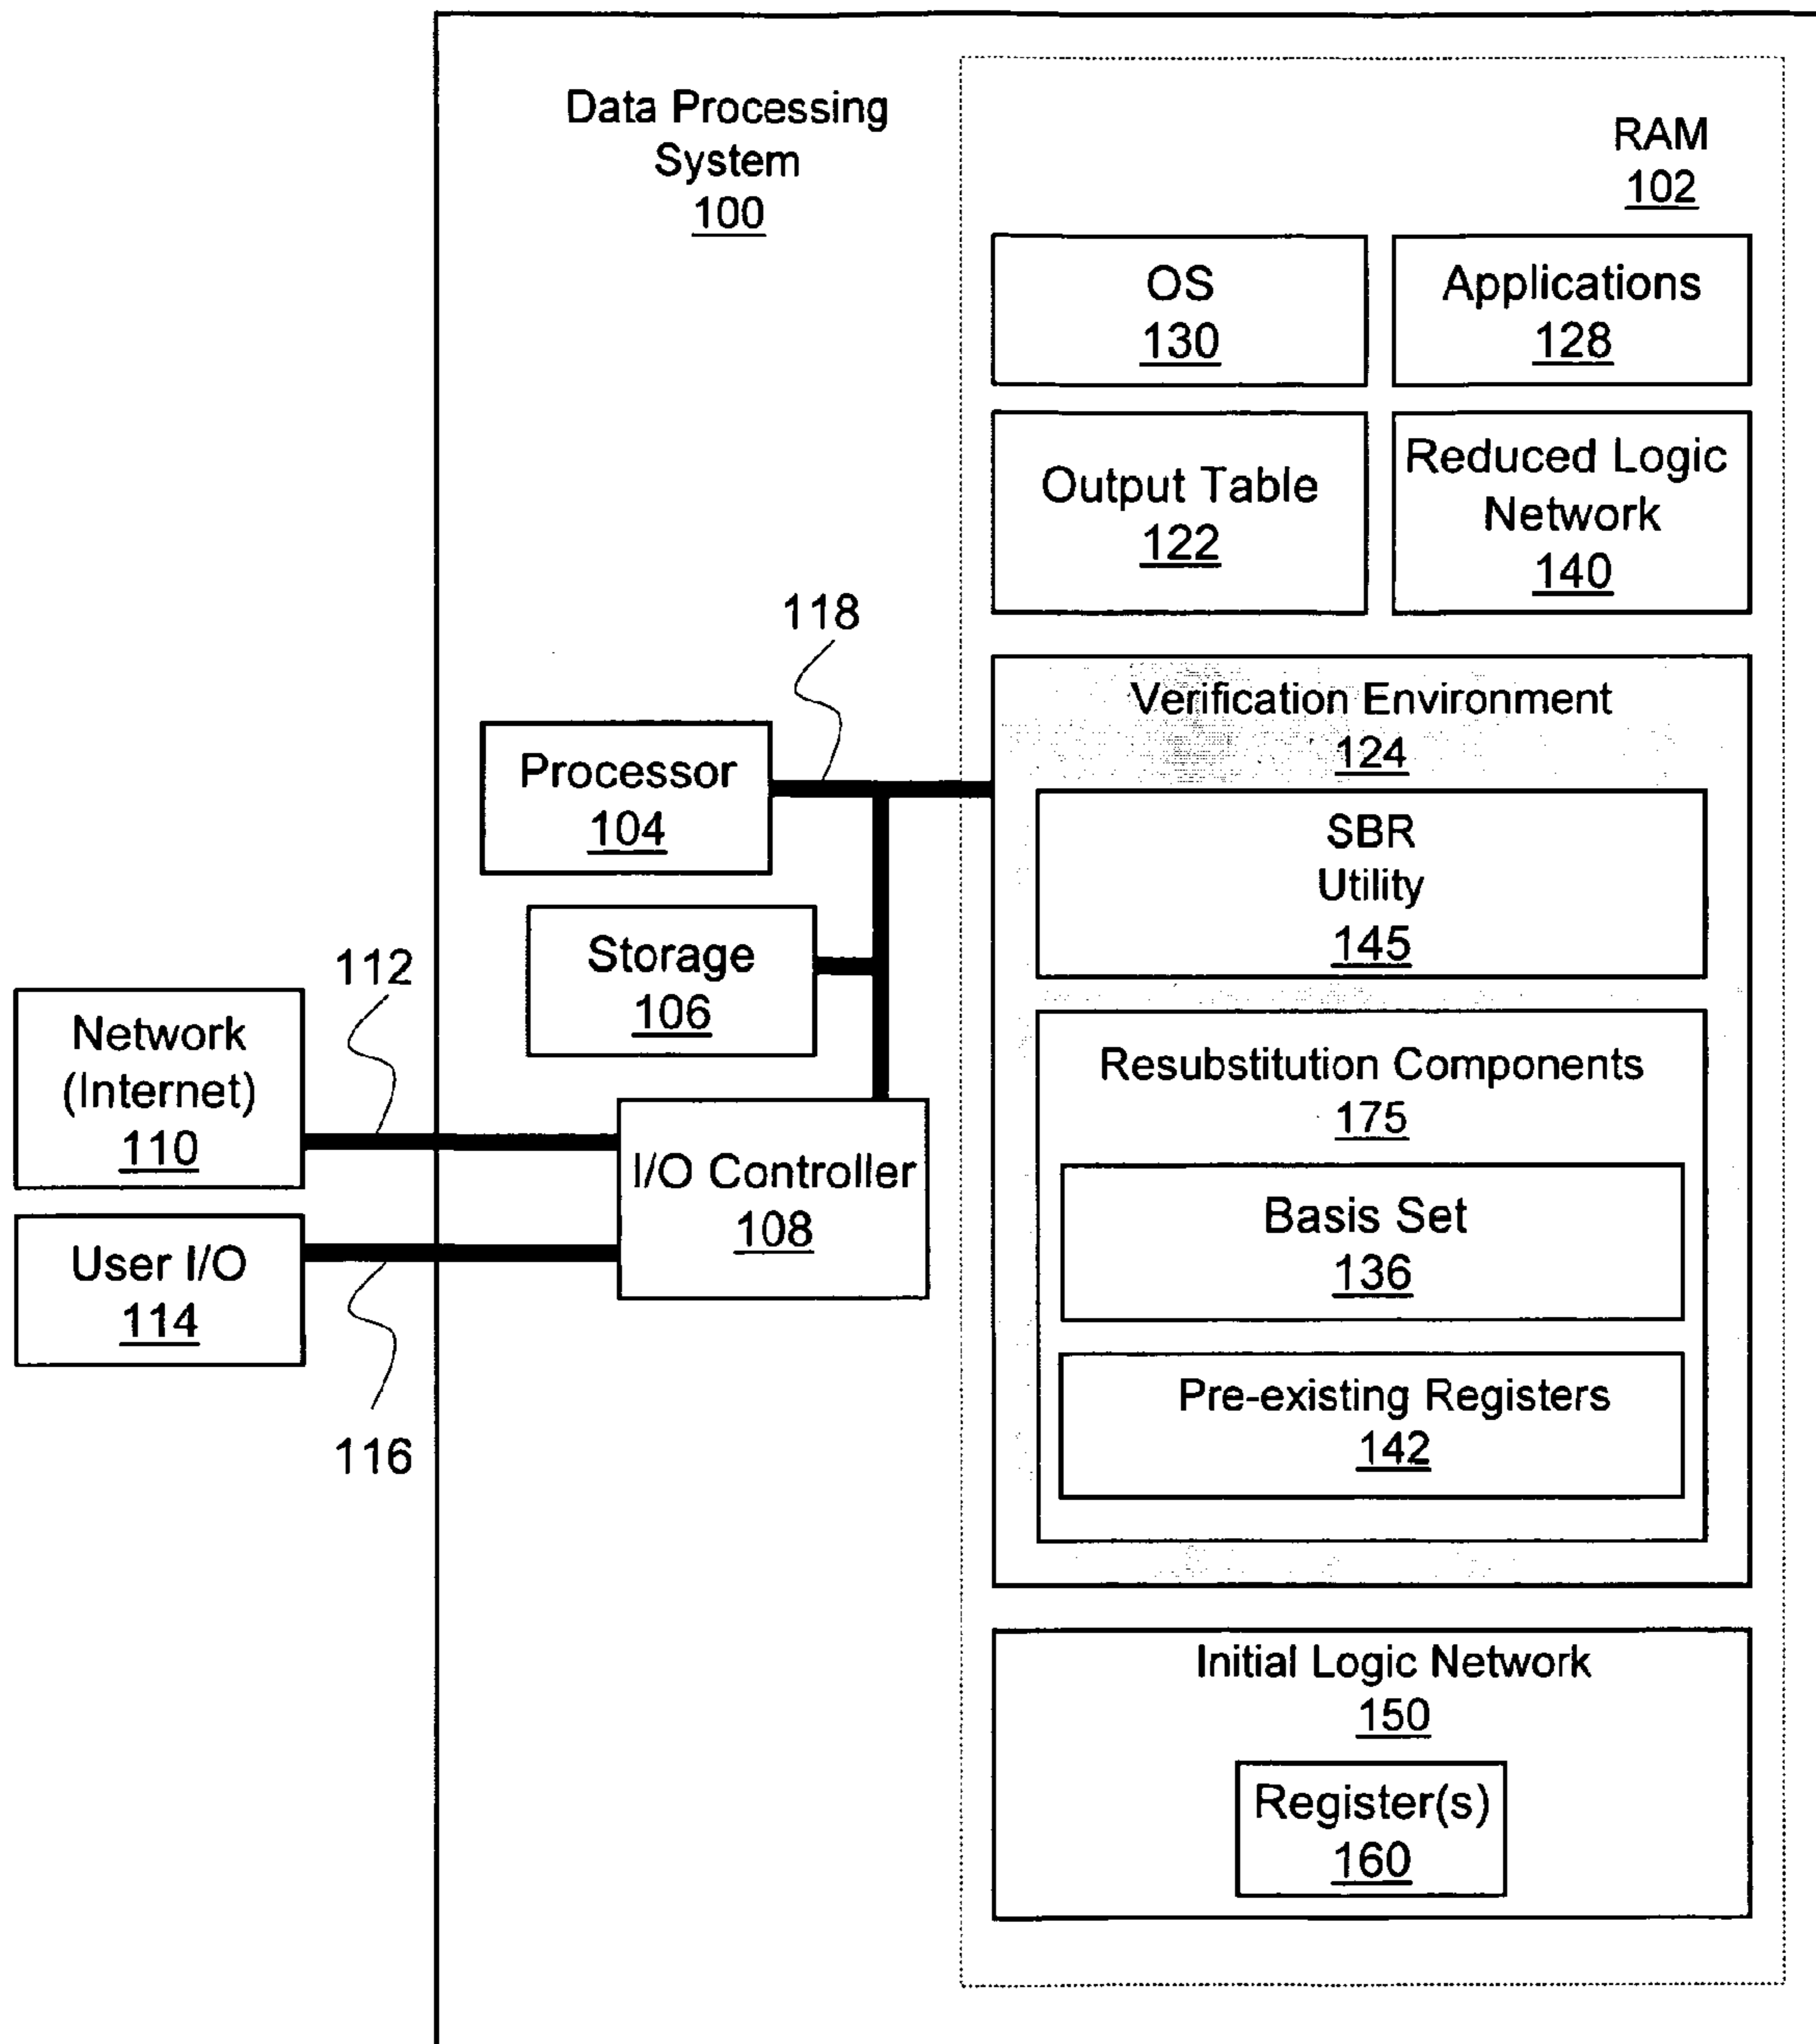 Data Processing
System
100
RAM
102
OS
130
Applications
128
Output Table
122
Reduced Logic
Network
140
118
Verification Environment
124
Processor
104
SBR
Utility
145
Storage
106
112
Network
(Internet)
110
Resubstitution Components
175
I/O Controller
108
Basis Set
136
User I/O
114
116
Pre-existing Registers
142
Initial Logic Network
150
Register(s)
160